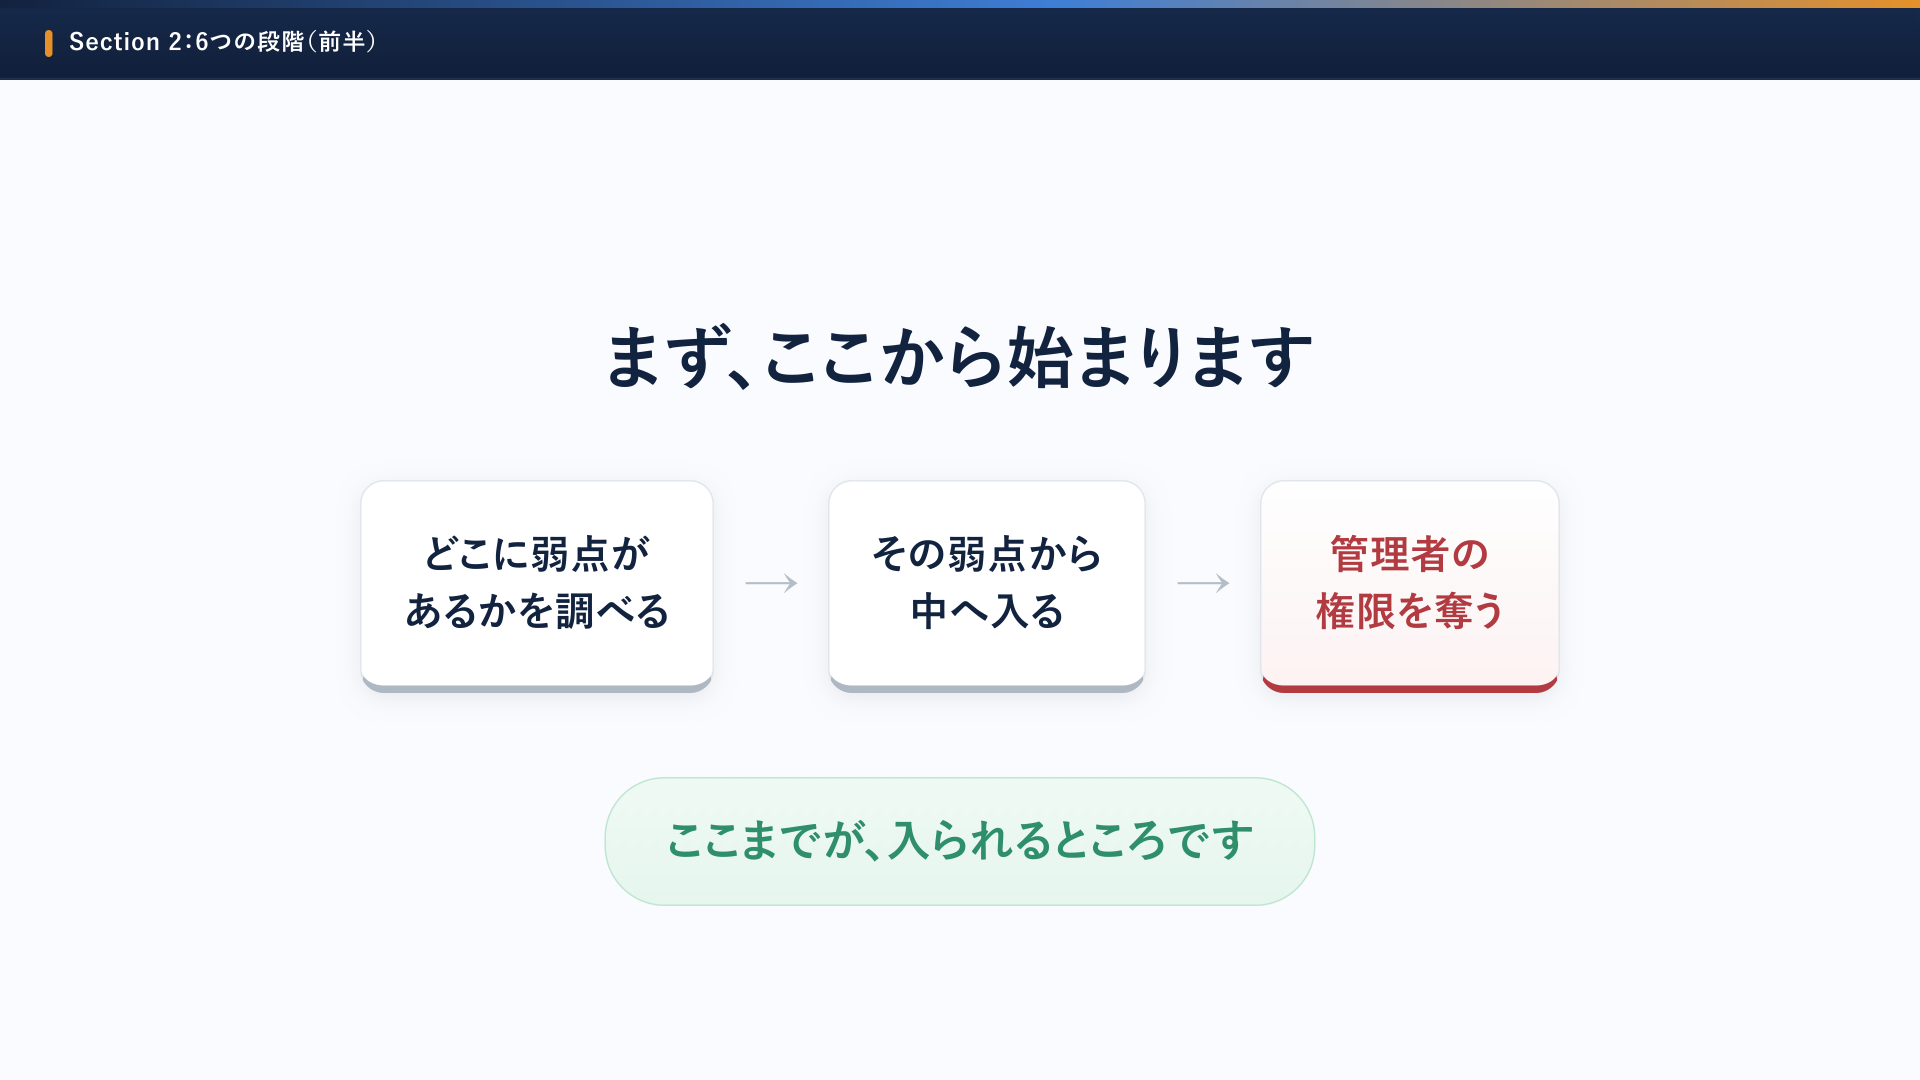 Section 2：6つの段階（前半）
まず、ここから始まります
どこに弱点が
あるかを調べる
→
その弱点から
中へ入る
→
管理者の
権限を奪う
ここまでが、入られるところです